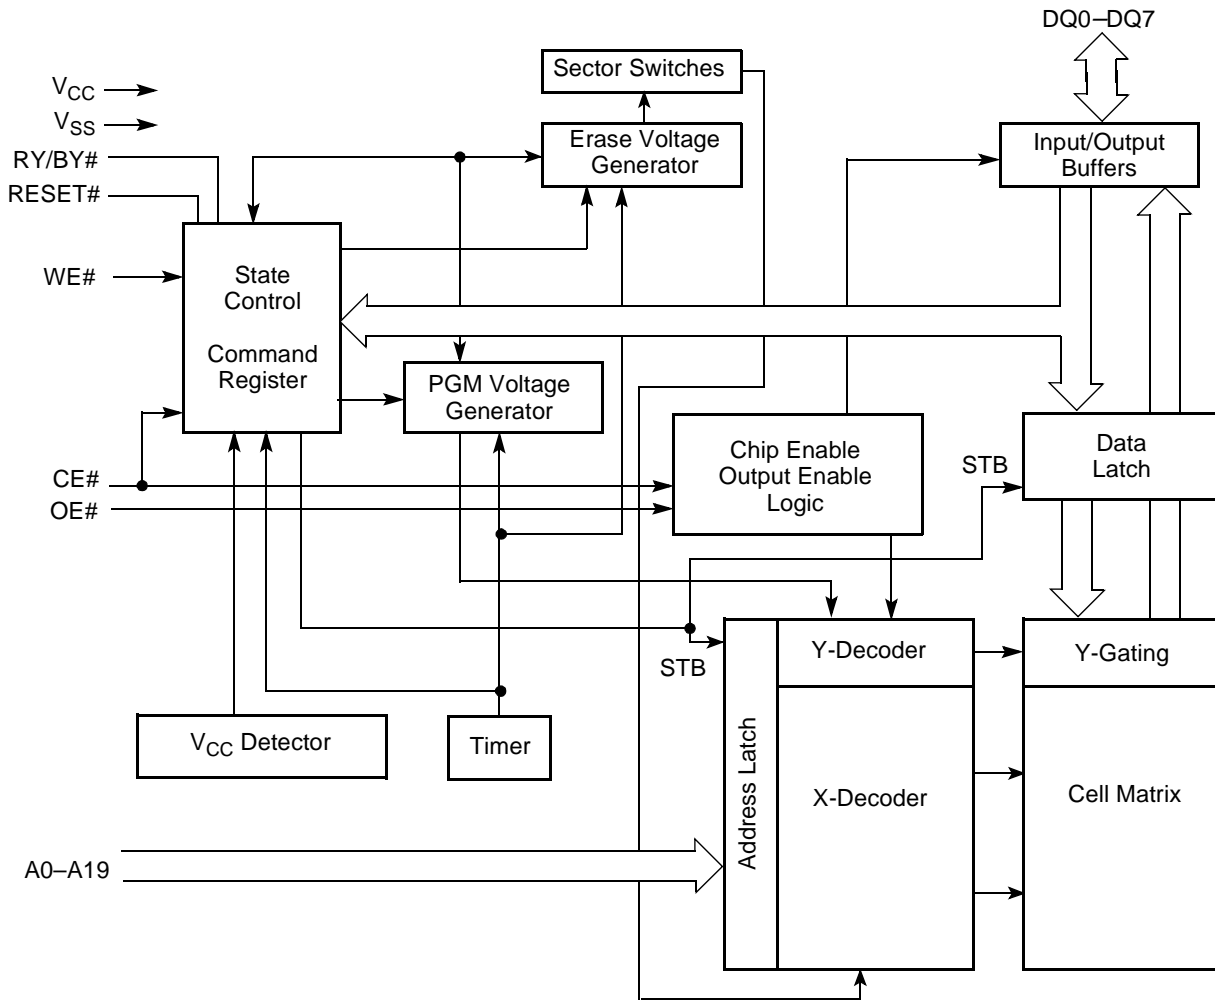 DQ0–DQ7
Sector Switches
VCC
VSS
RY/BY#
RESET#
Erase Voltage
Generator
Input/Output
Buffers
WE#
State
Control
Command
Register
PGM Voltage
Generator
Chip Enable
Output Enable
Logic
STB
Data
Latch
CE#
OE#
STB
Y-Decoder
Y-Gating
VCC Detector
Timer
Address Latch
X-Decoder
Cell Matrix
A0–A19